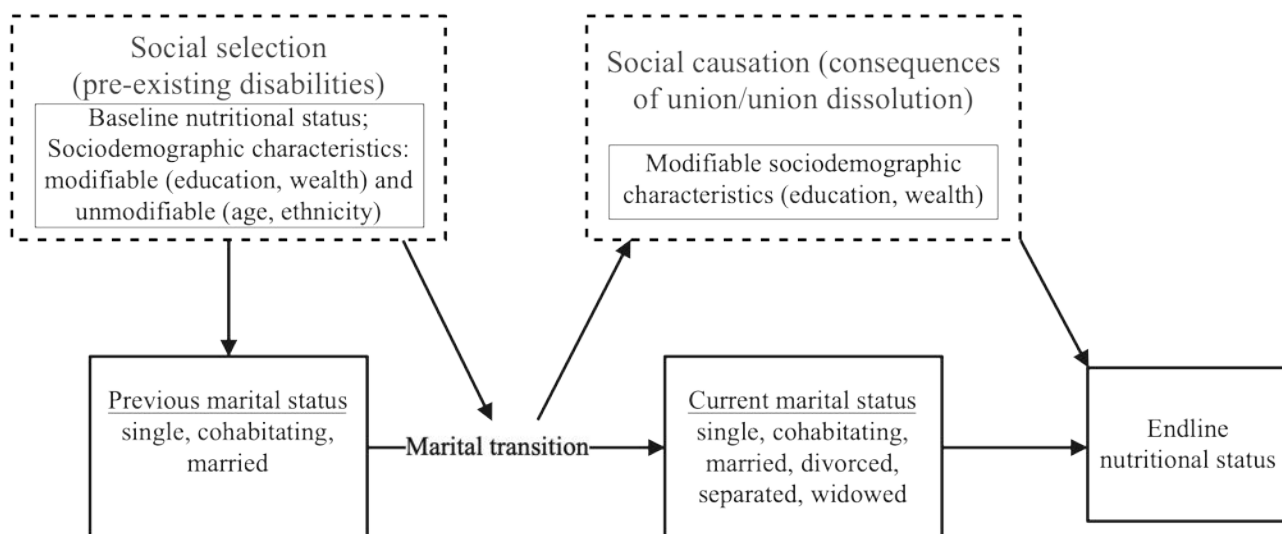 Social selection
(pre-existing disabilities)
Baseline nutritional status;
Sociodemographic characteristics:
modifiable (education, wealth) and
unmodifiable (age, ethnicity)
Social causation (consequences
of union/union dissolution)
Modifiable sociodemographic
characteristics (education, wealth)
Previous marital status
single, cohabitating,
married
Marital transition
Current marital status
single, cohabitating,
married, divorced,
separated, widowed
Endline
nutritional status